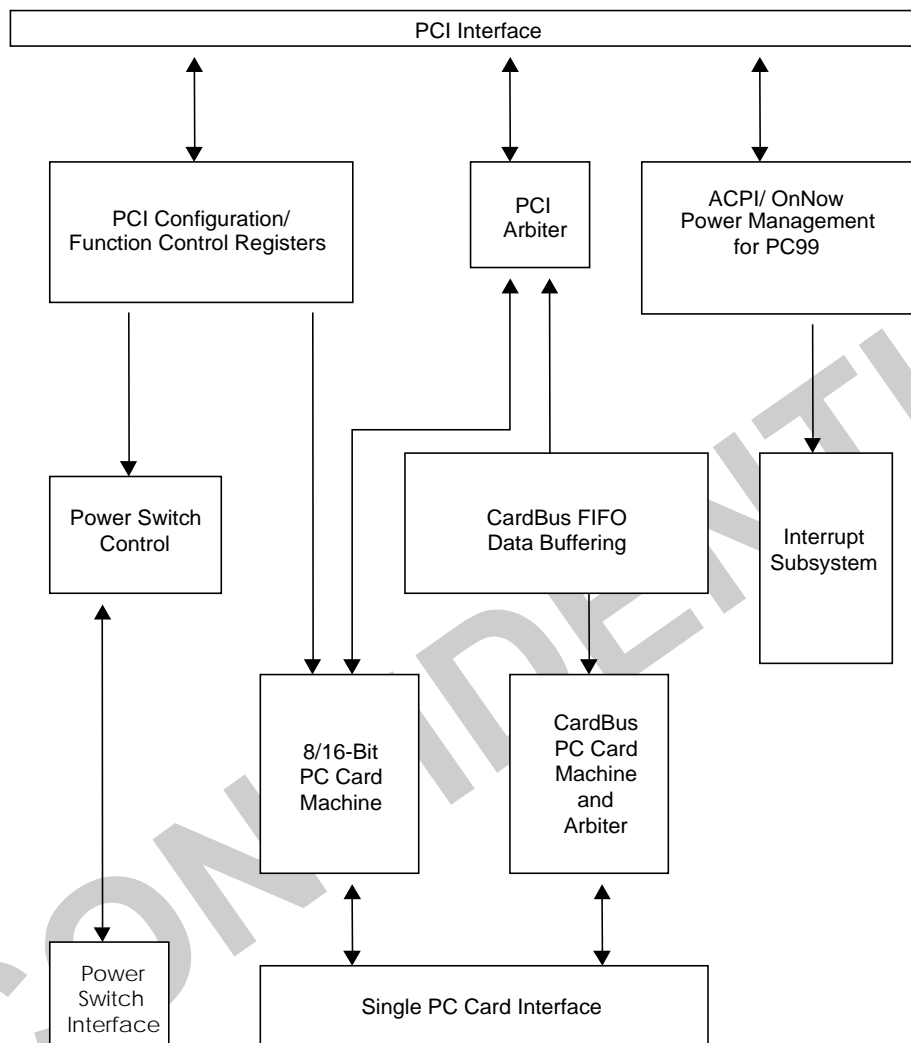 PCI Interface
PCI Configuration/
Function Control Registers
PCI
Arbiter
ACPI/ OnNow
Power Management
for PC99
Power Switch
Control
CardBus FIFO
Data Buffering
Interrupt
Subsystem
8/16-Bit
PC Card
Machine
CardBus
PC Card
Machine
and
Arbiter
Power
Switch
Interface
Single PC Card Interface
CONFIDENTI